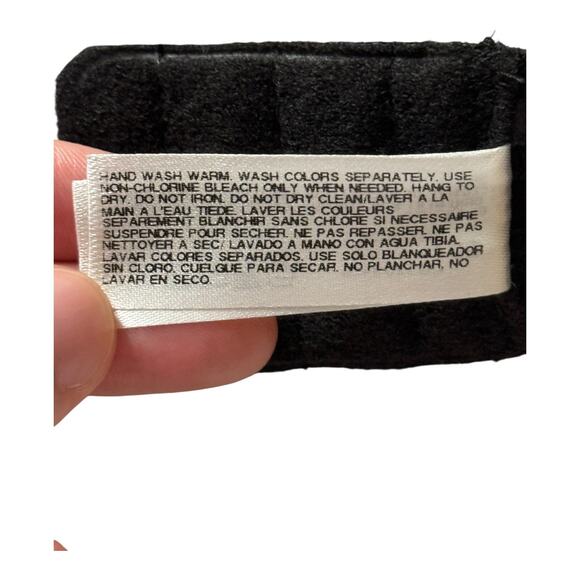 HAND WASH WARM. WASH COLORS SEPARATELY. USE
NON-CHLORINE BLEACH ONLY WHEN NEEDED. HANG TO
DRY. DO NOT IRON. DO NOT DRY CLEAN/LAVER A LA
MAIN A L'EAU TIEDE. LAVER LES COULEURS
SEPAREMENT BLANCHIR SANS CHLORE SI NECESSAIRE
SUSPENDRE POUR SECHER. NE PAS REPASSER. NE PAS
NETTOYER A SEC/ LAVADO A MANO CON AGUA TIBIA.
LAVAR COLORES SEPARADOS. USE SOLO BLANQUEADOR
SIN CLORO. CUELGUE PARA SECAR. NO PLANCHAR, NO
LAVAR EN SECO.